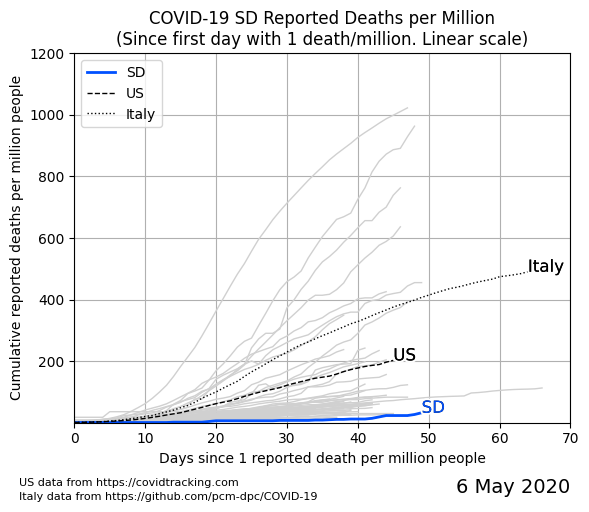 COVID-19 SD Reported Deaths per Million
(Since first day with 1 death/million. Linear scale)
Cumulative reported deaths per million people
1200
1000
800
600
400
200
SD
US
Italy
Italy
US
SD
0 10 20 30 40 50 60 70
Days since 1 reported death per million people
US data from https://covidtracking.com
Italy data from https://github.com/pcm-dpc/COVID-19
6 May 2020